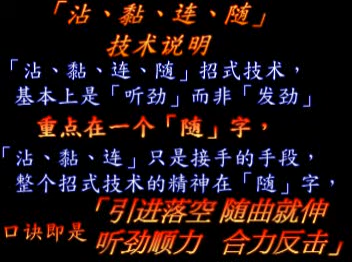 「沾、黏、连、随」
技术说明
「沾、黏、连、随」招式技术，
基本上是「听劲」而非「发劲」
重点在一个「随」字，
「沾、黏、连」只是接手的手段，
整个招式技术的精神在「随」字，
口诀即是「引进落空 随曲就伸
听劲顺力 合力反击」